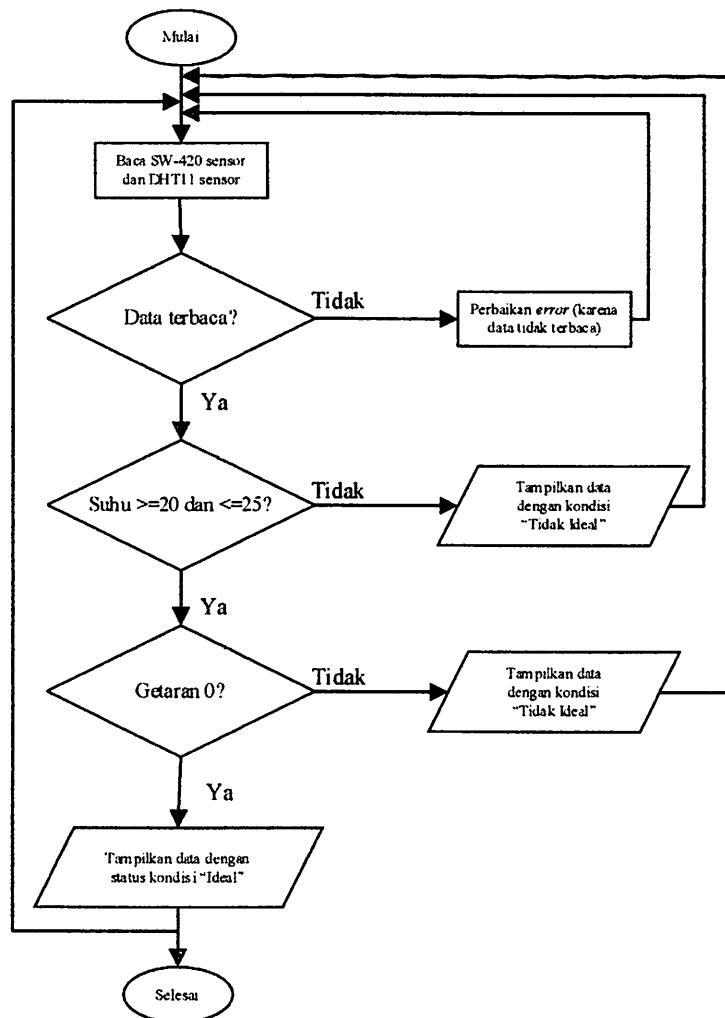 Mulai
Baca SW-420 sensor
dan DHT11 sensor
Data terbaca?
Tidak
Perbaikan error (karena
data tidak terbaca)
Ya
Suhu >=20 dan <=25?
Tidak
Tampilkan data
dengan kondisi
“Tidak Ideal”
Ya
Getaran 0?
Tidak
Tampilkan data
dengan kondisi
“Tidak Ideal”
Ya
Tampilkan data dengan
status kondisi “Ideal”
Selesai